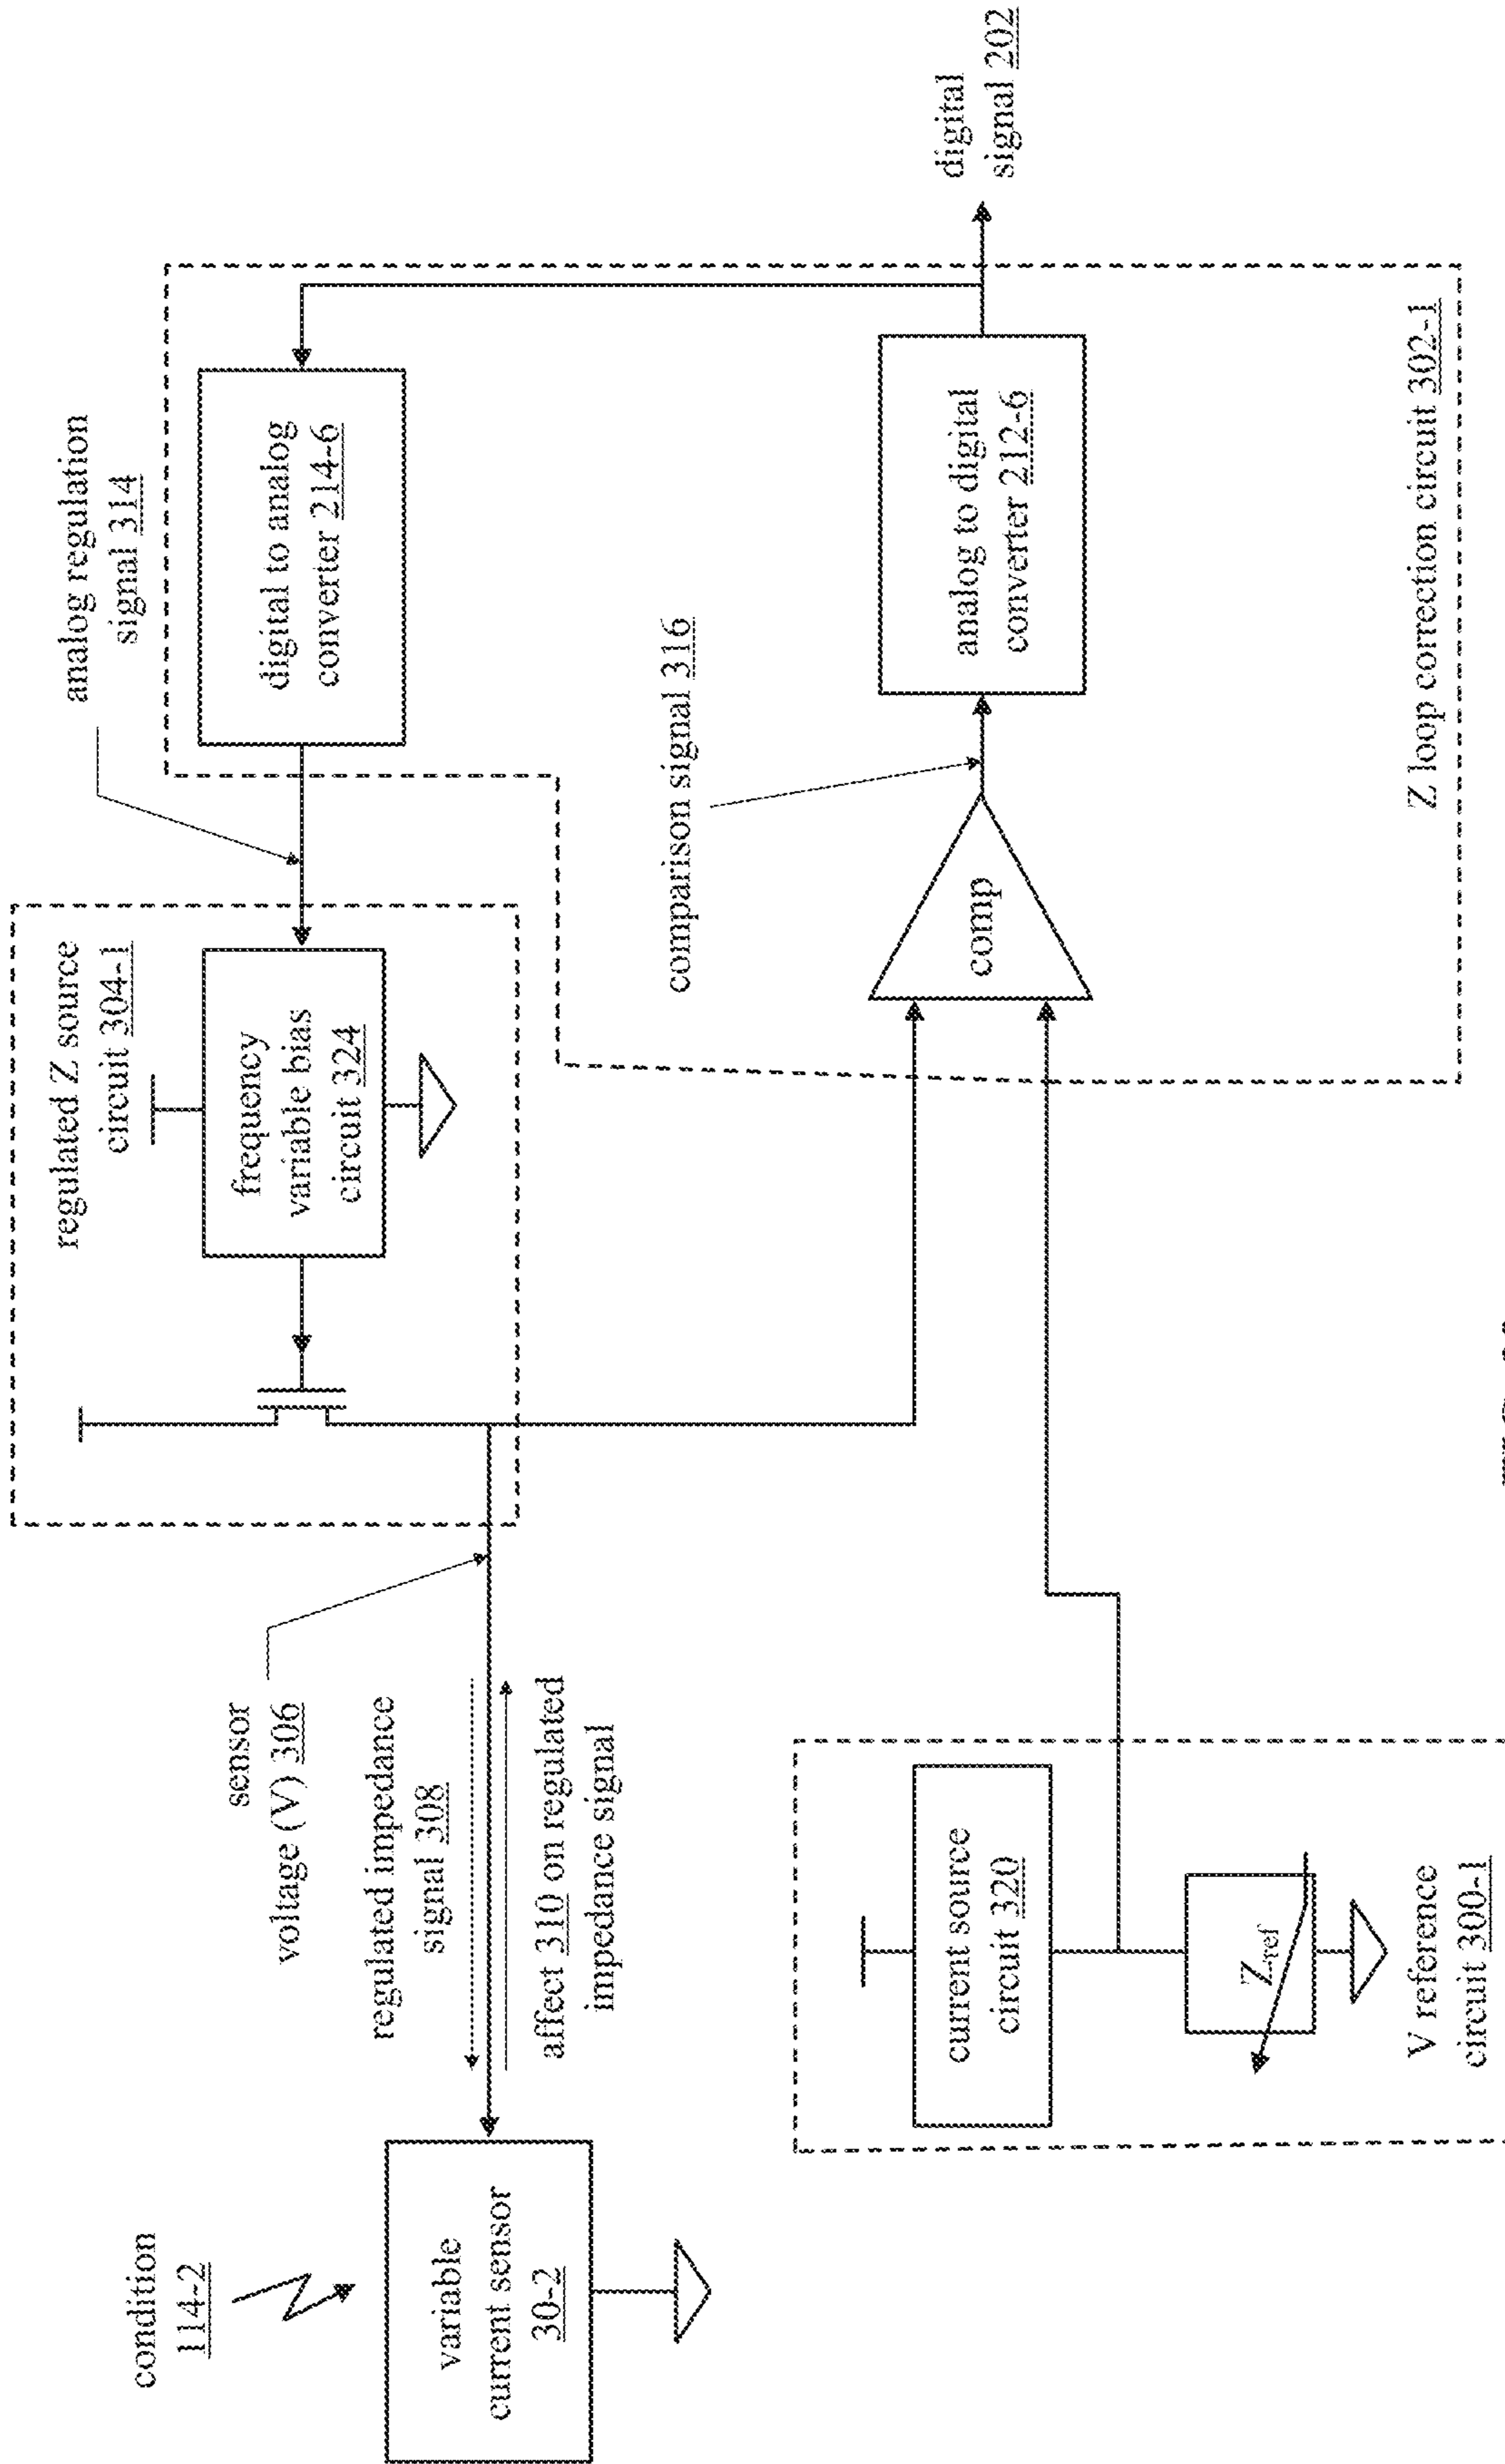 condition
114-2
variable
current sensor
30-2
sensor
voltage (V) 306
regulated impedance
signal 308
affect 310 on regulated
impedance signal
regulated Z source
circuit 304-1
frequency
variable bias
circuit 324
analog regulation
signal 314
digital to analog
converter 214-6
comparison signal 316
comp
analog to digital
converter 212-6
digital
signal 202
Z loop correction circuit 302-1
current source
circuit 320
Zref
V reference
circuit 300-1